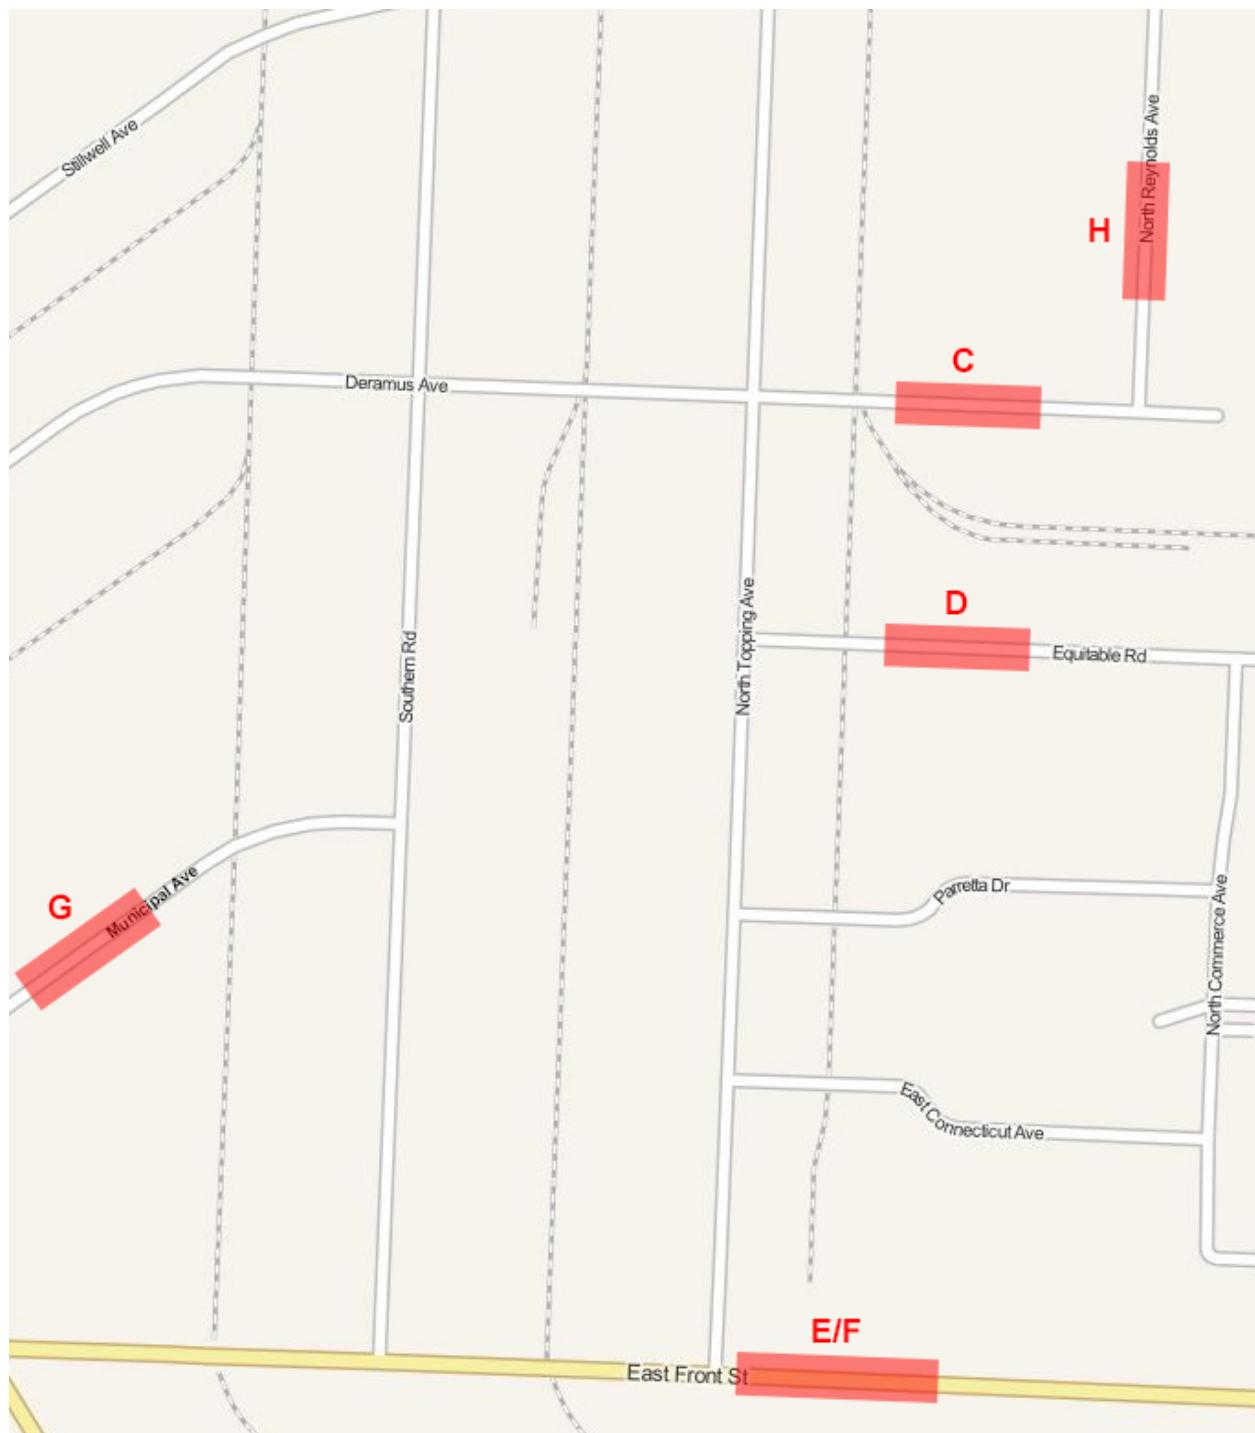 Stillwell Ave
North Reynolds Ave
H
C
Deramus Ave
D
North Topping Ave
Southern Rd
Equitable Rd
G
Municipal Ave
Parretta Dr
North Commerce Ave
East Connecticut Ave
E/F
East Front St